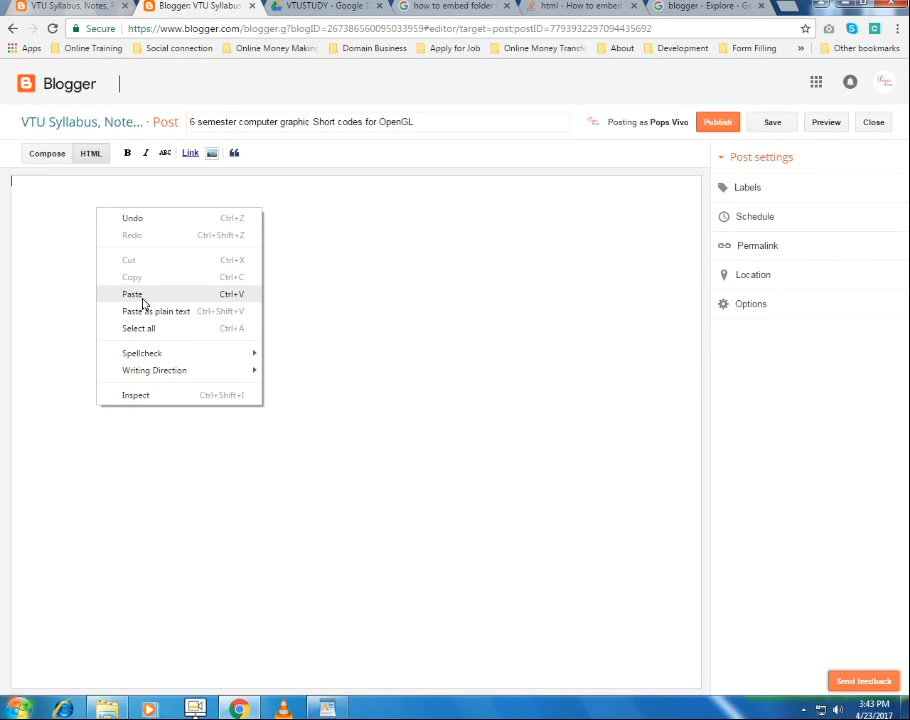 VTU Syllabus, Notes, P
Blogger: VTU Syllabus
VTUSTUDY - Google D
how to embed folder i
html - How to embed
blogger - Explore - Go
Secure
https://www.blogger.com/blogger.g?blogID=2673865600095033959#editor/target=post;postID=7793932297094435692
Apps
Online Training
Social connection
Online Money Making
Domain Business
Apply for Job
Online Money Transfe
About
Development
Form Filling
»
Other bookmarks
Blogger
VTU Syllabus, Note... · Post
6 semester computer graphic Short codes for OpenGL
Posting as Pops Vivo
Publish
Save
Preview
Close
Compose
HTML
B
I
ABC
Link
Post settings
Labels
Schedule
Permalink
Location
Options
Undo Ctrl+Z
Redo Ctrl+Shift+Z
Cut Ctrl+X
Copy Ctrl+C
Paste Ctrl+V
Paste as plain text Ctrl+Shift+V
Select all Ctrl+A
Spellcheck
Writing Direction
Inspect Ctrl+Shift+I
Send feedback
3:43 PM
4/23/2017